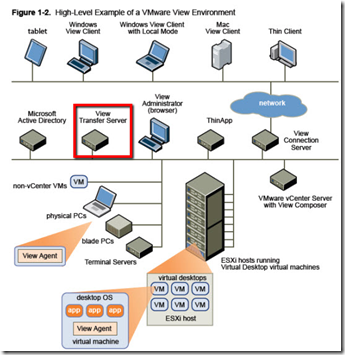 Figure 1-2. High-Level Example of a VMware View Environment
tablet
Windows
View Client
Windows View Client
with Local Mode
Mac
View Client
Thin Client
network
Microsoft
Active Directory
View
Transfer Server
View
Administrator
(browser)
ThinApp
View
Connection
Server
non-vCenter VMs
VM
VMware vCenter Server
with View Composer
physical PCs
blade PCs
Terminal Servers
View Agent
ESXi hosts running
Virtual Desktop virtual machines
virtual desktops
VM VM VM
VM VM VM
ESXi host
desktop OS
app app app
View Agent
virtual machine